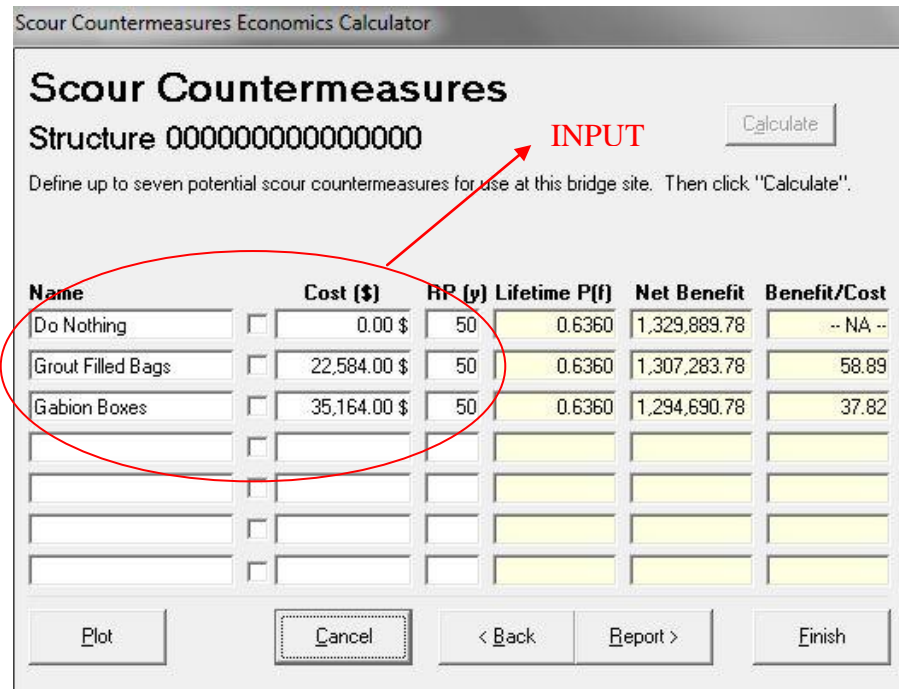 Scour Countermeasures Economics Calculator
Scour Countermeasures
Structure 000000000000000
INPUT
Calculate
Define up to seven potential scour countermeasures for use at this bridge site. Then click "Calculate".
Name Cost ($) RP (y) Lifetime P(f) Net Benefit Benefit/Cost
Do Nothing 0.00 $ 50 0.6360 1,329,889.78 -- NA --
Grout Filled Bags 22,584.00 $ 50 0.6360 1,307,283.78 58.89
Gabion Boxes 35,164.00 $ 50 0.6360 1,294,690.78 37.82
Plot Cancel < Back Report > Finish